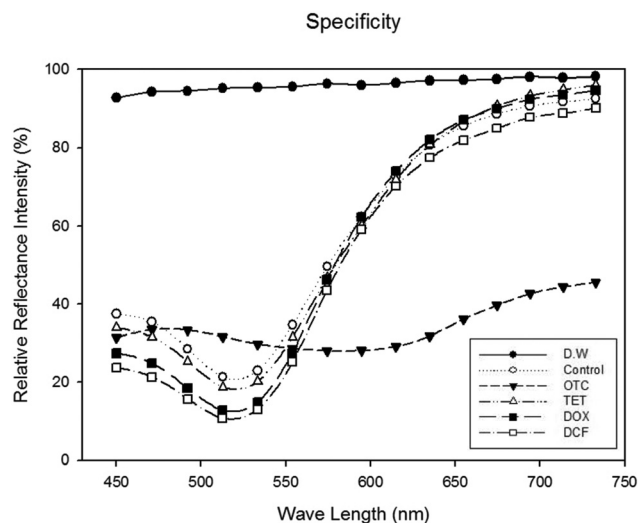 Specificity
Relative Reflectance Intensity (%)
100
80
60
40
20
0
D.W
Control
OTC
TET
DOX
DCF
450 500 550 600 650 700 750
Wave Length (nm)